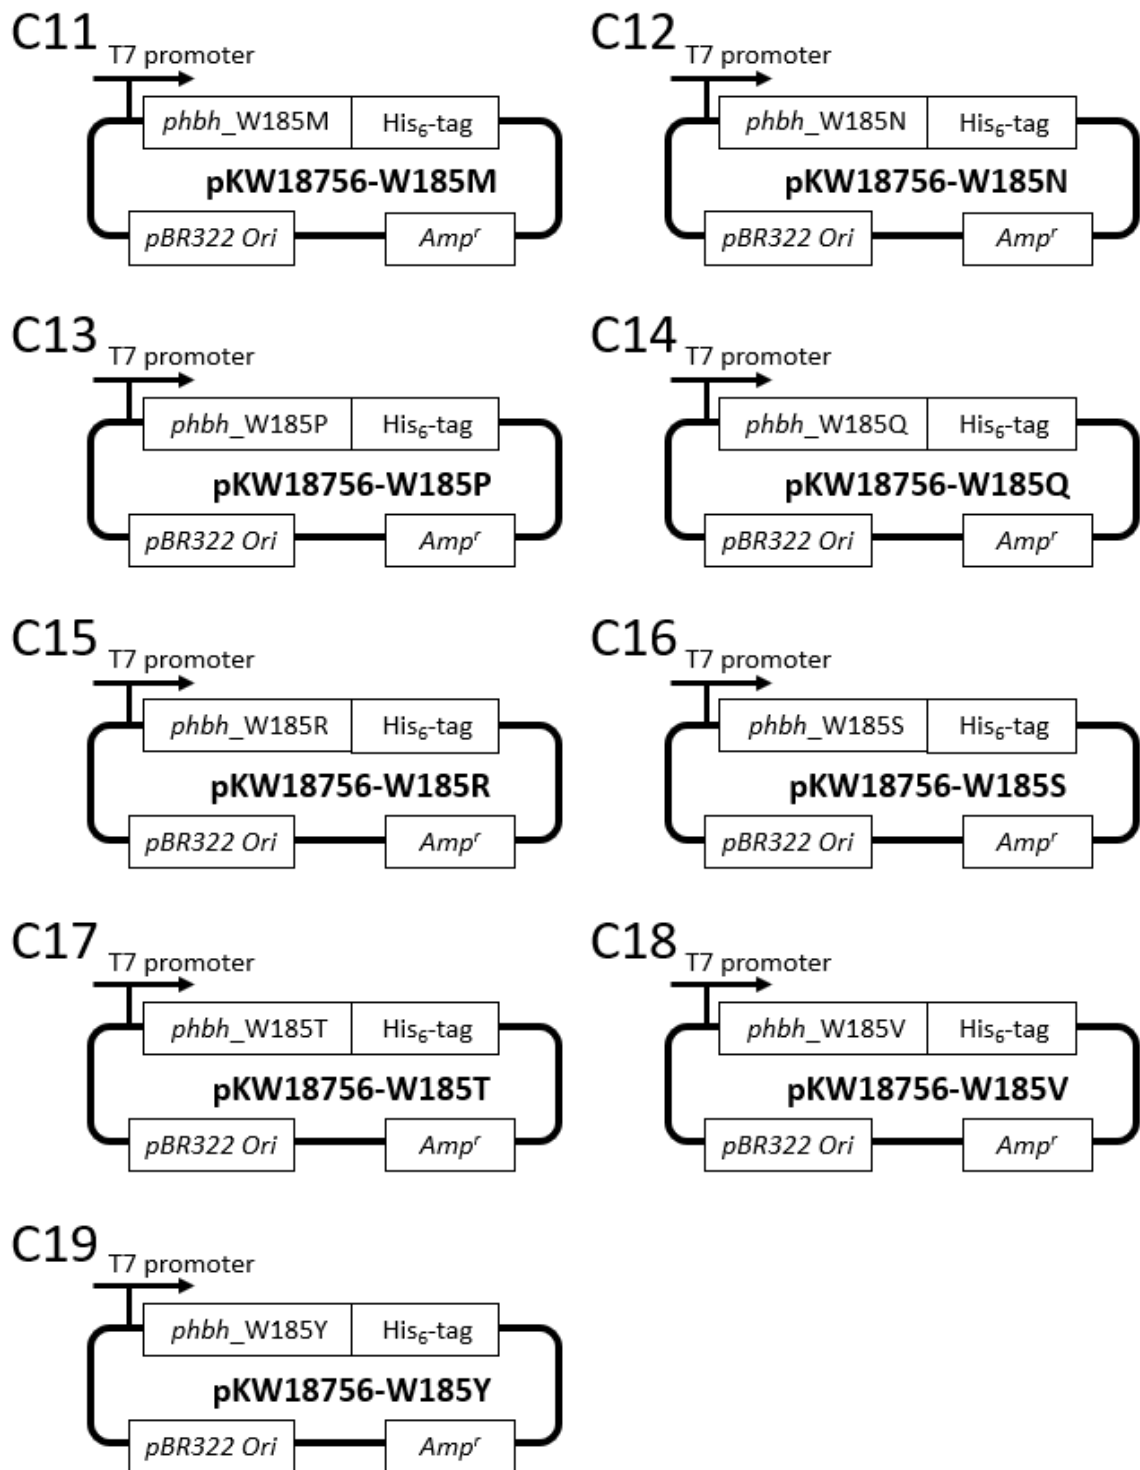 C11
T7 promoter
phbh_W185M His₆-tag
pKW18756-W185M
pBR322 Ori Ampʳ
C12
T7 promoter
phbh_W185N His₆-tag
pKW18756-W185N
pBR322 Ori Ampʳ
C13
T7 promoter
phbh_W185P His₆-tag
pKW18756-W185P
pBR322 Ori Ampʳ
C14
T7 promoter
phbh_W185Q His₆-tag
pKW18756-W185Q
pBR322 Ori Ampʳ
C15
T7 promoter
phbh_W185R His₆-tag
pKW18756-W185R
pBR322 Ori Ampʳ
C16
T7 promoter
phbh_W185S His₆-tag
pKW18756-W185S
pBR322 Ori Ampʳ
C17
T7 promoter
phbh_W185T His₆-tag
pKW18756-W185T
pBR322 Ori Ampʳ
C18
T7 promoter
phbh_W185V His₆-tag
pKW18756-W185V
pBR322 Ori Ampʳ
C19
T7 promoter
phbh_W185Y His₆-tag
pKW18756-W185Y
pBR322 Ori Ampʳ